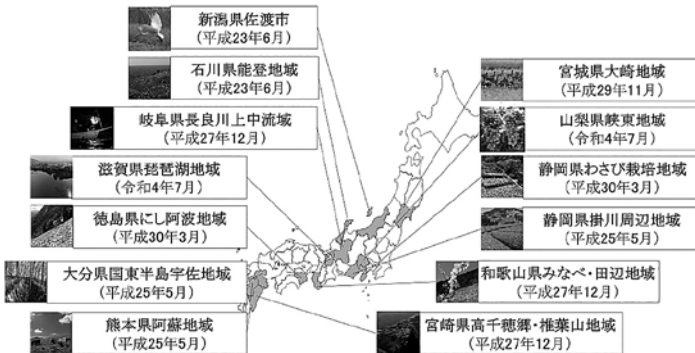 新潟県佐渡市
(平成23年6月)
石川県能登地域
(平成23年6月)
岐阜県長良川上中流域
(平成27年12月)
滋賀県琵琶湖地域
(令和4年7月)
徳島県にし阿波地域
(平成30年3月)
大分県国東半島宇佐地域
(平成25年5月)
熊本県阿蘇地域
(平成25年5月)
宮城県大崎地域
(平成29年11月)
山梨県峡東地域
(令和4年7月)
静岡県わさび栽培地域
(平成30年3月)
静岡県掛川周辺地域
(平成25年5月)
和歌山県みなべ・田辺地域
(平成27年12月)
宮崎県高千穂郷・椎葉山地域
(平成27年12月)